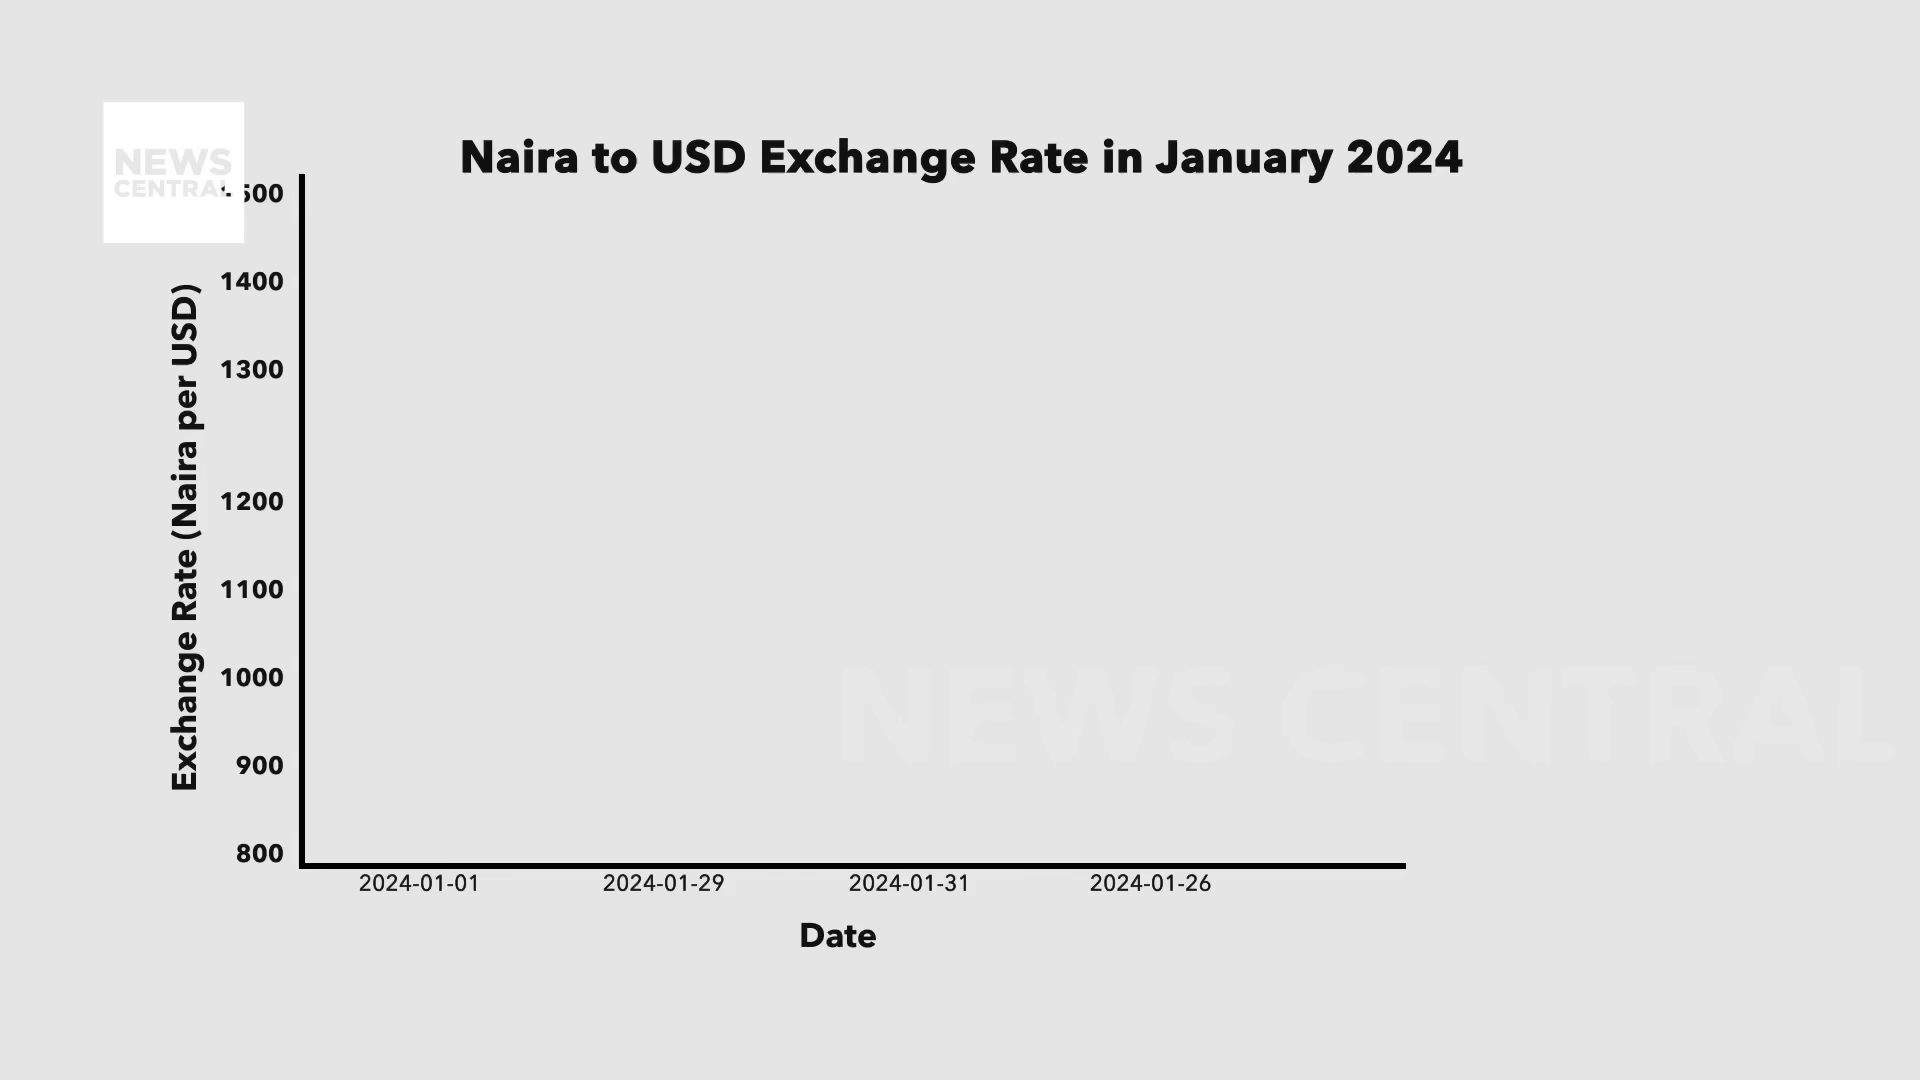 Naira to USD Exchange Rate in January 2024
NEWS
CENTRAL
1500
1400
1300
1200
1100
1000
900
800
Exchange Rate (Naira per USD)
NEWS CENTRAL
2024-01-01
2024-01-29
2024-01-31
2024-01-26
Date